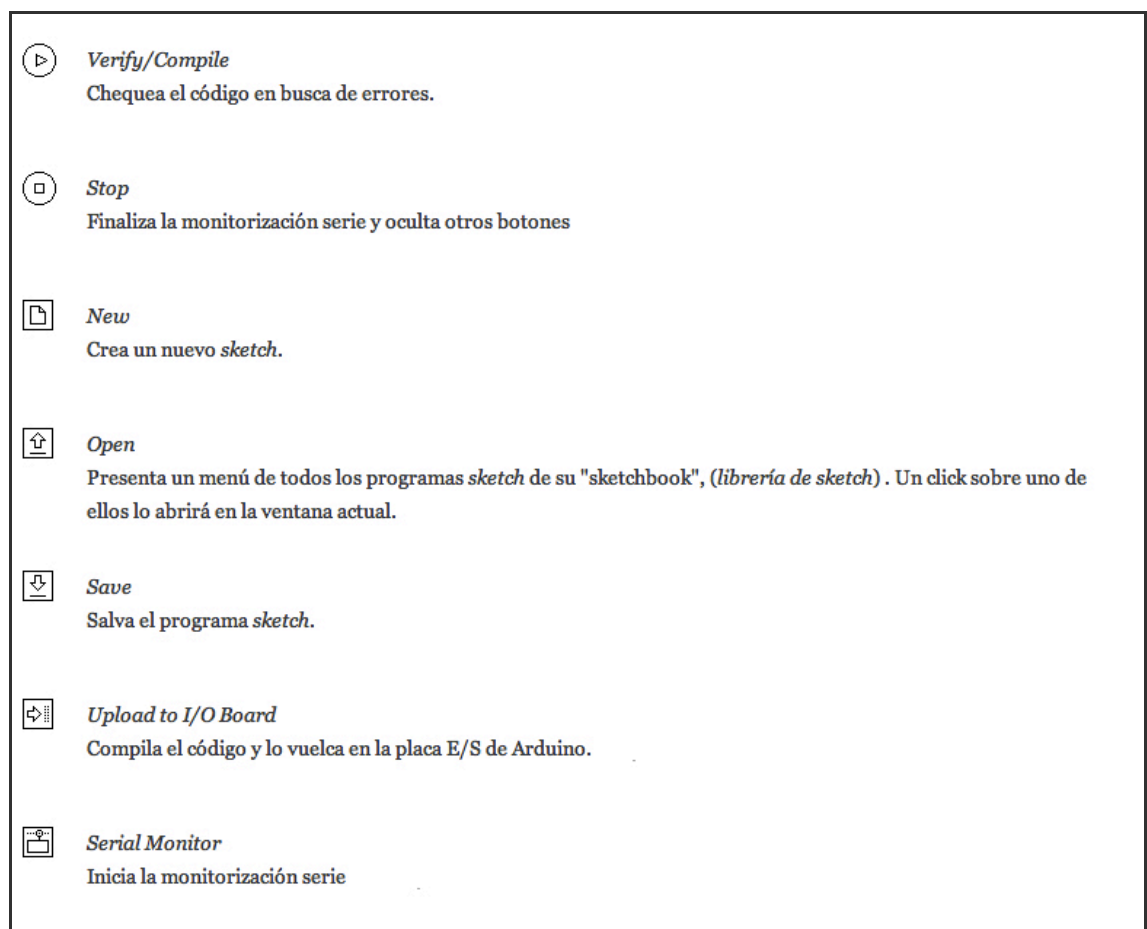 Verify/Compile
Chequea el código en busca de errores.
Stop
Finaliza la monitorización serie y oculta otros botones
New
Crea un nuevo sketch.
Open
Presenta un menú de todos los programas sketch de su "sketchbook", (librería de sketch) . Un click sobre uno de
ellos lo abrirá en la ventana actual.
Save
Salva el programa sketch.
Upload to I/O Board
Compila el código y lo vuelca en la placa E/S de Arduino.
Serial Monitor
Inicia la monitorización serie